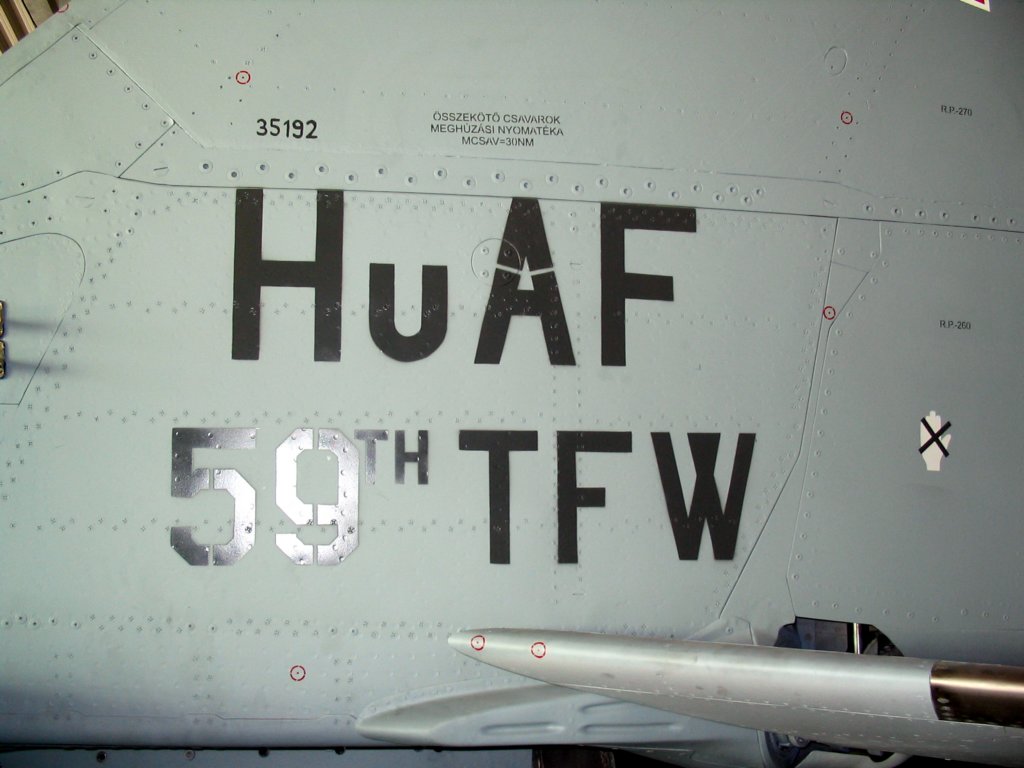 35192
ÖSSZEKÖTŐ CSAVAROK
MEGHÚZÁSI NYOMATÉKA
MCSAV=30NM
R.P.-270
HuAF
R.P.-260
59TH TFW